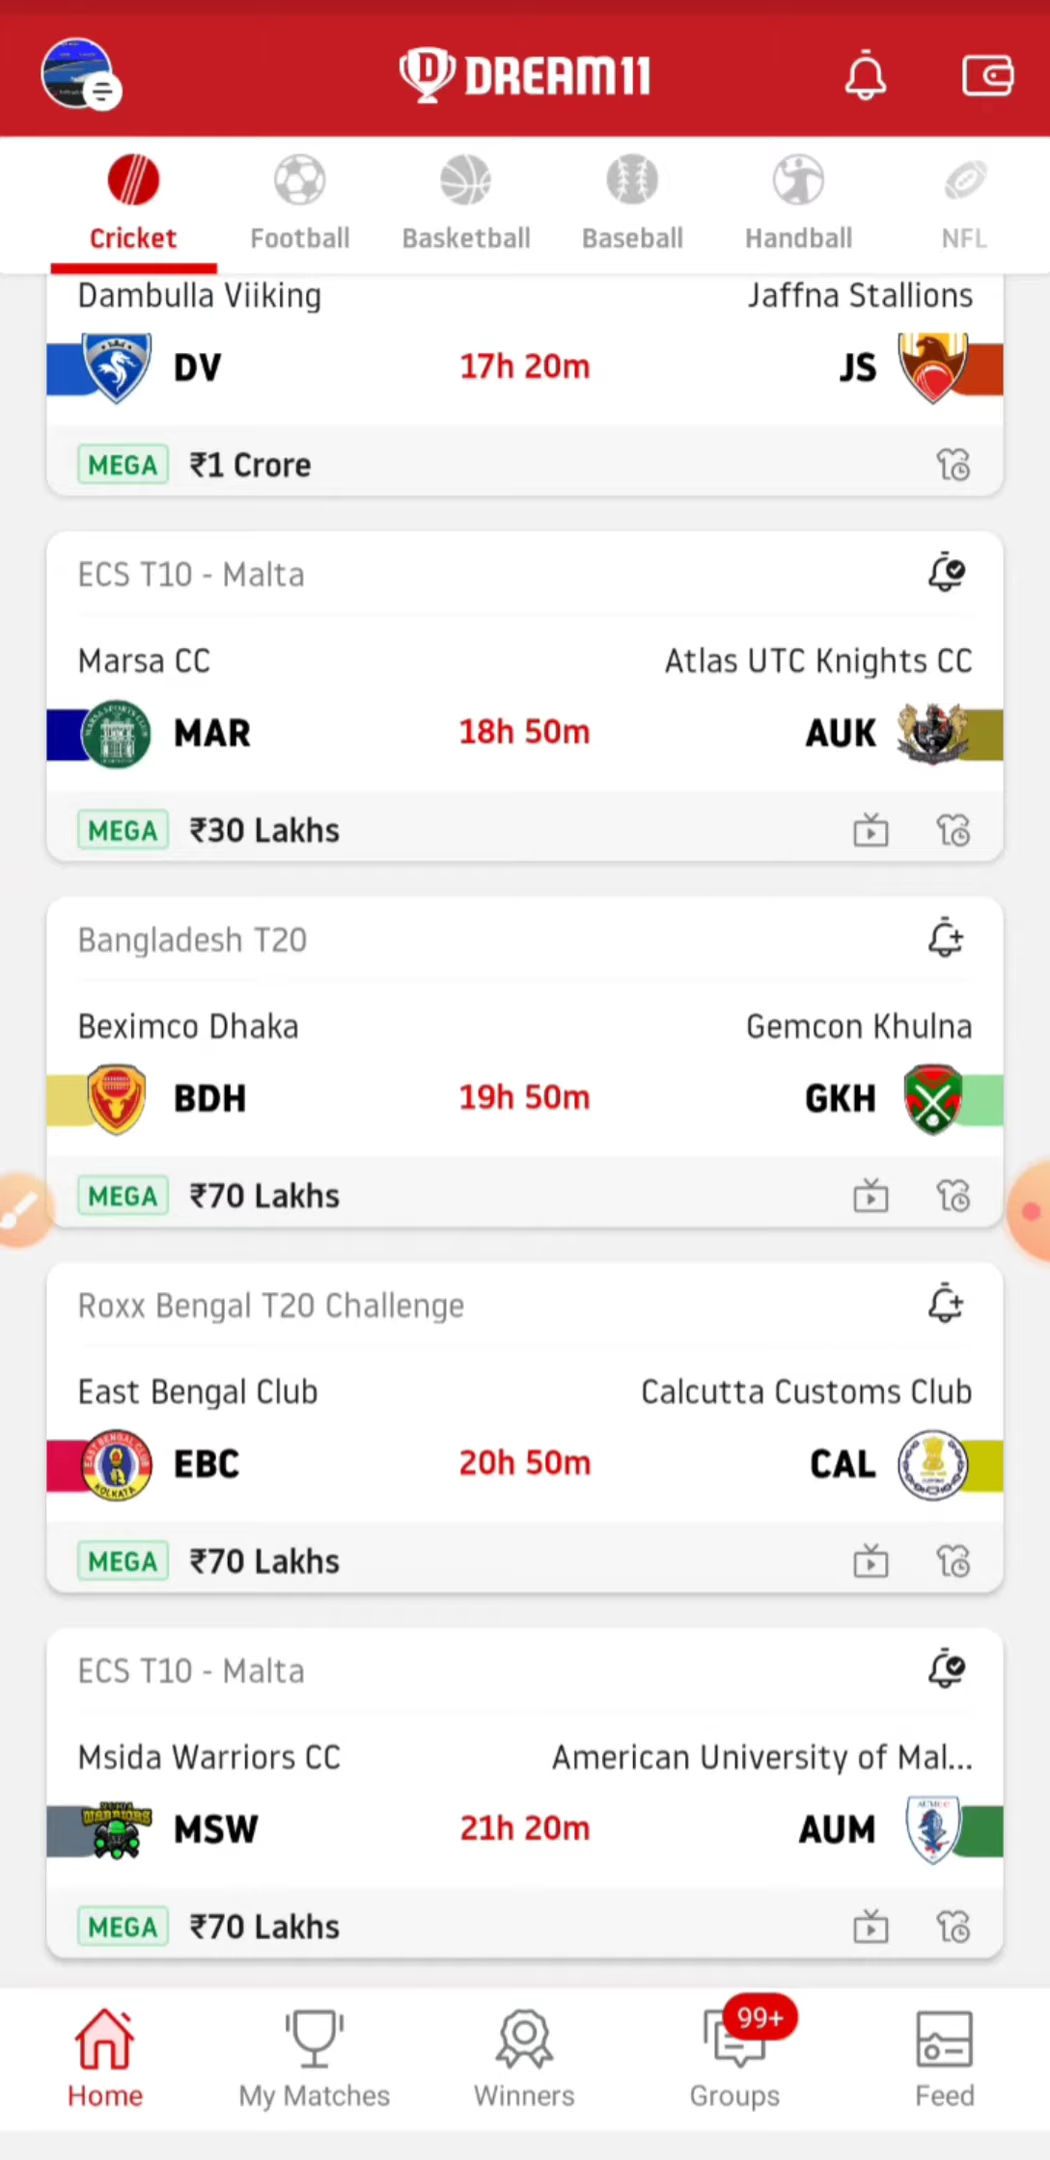 DREAM11
Cricket Football Basketball Baseball Handball NFL
Dambulla Viiking Jaffna Stallions
DV 17h 20m JS
MEGA ₹1 Crore
ECS T10 - Malta
Marsa CC Atlas UTC Knights CC
MAR 18h 50m AUK
MEGA ₹30 Lakhs
Bangladesh T20
Beximco Dhaka Gemcon Khulna
BDH 19h 50m GKH
MEGA ₹70 Lakhs
Roxx Bengal T20 Challenge
East Bengal Club Calcutta Customs Club
EBC 20h 50m CAL
MEGA ₹70 Lakhs
ECS T10 - Malta
Msida Warriors CC American University of Mal...
MSW 21h 20m AUM
MEGA ₹70 Lakhs
99+
Home My Matches Winners Groups Feed